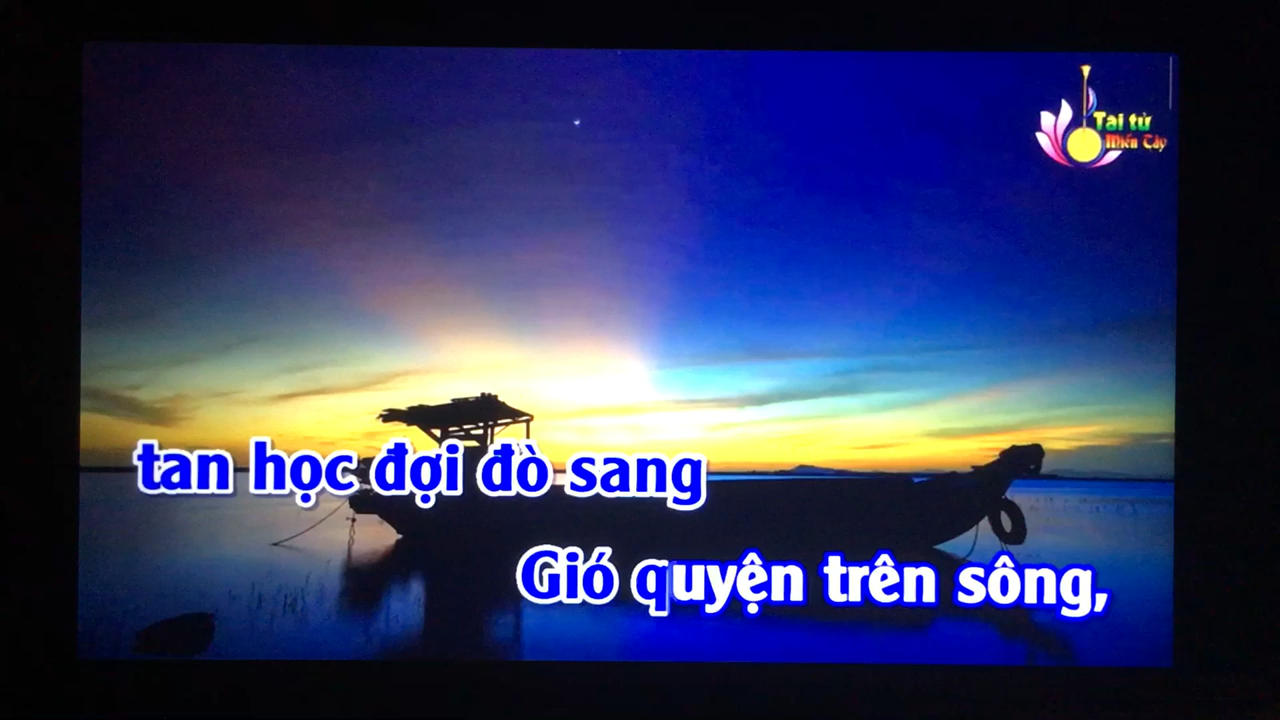 Tài tử
Miền Tây
tan học đợi đò sang
Gió quyện trên sông,